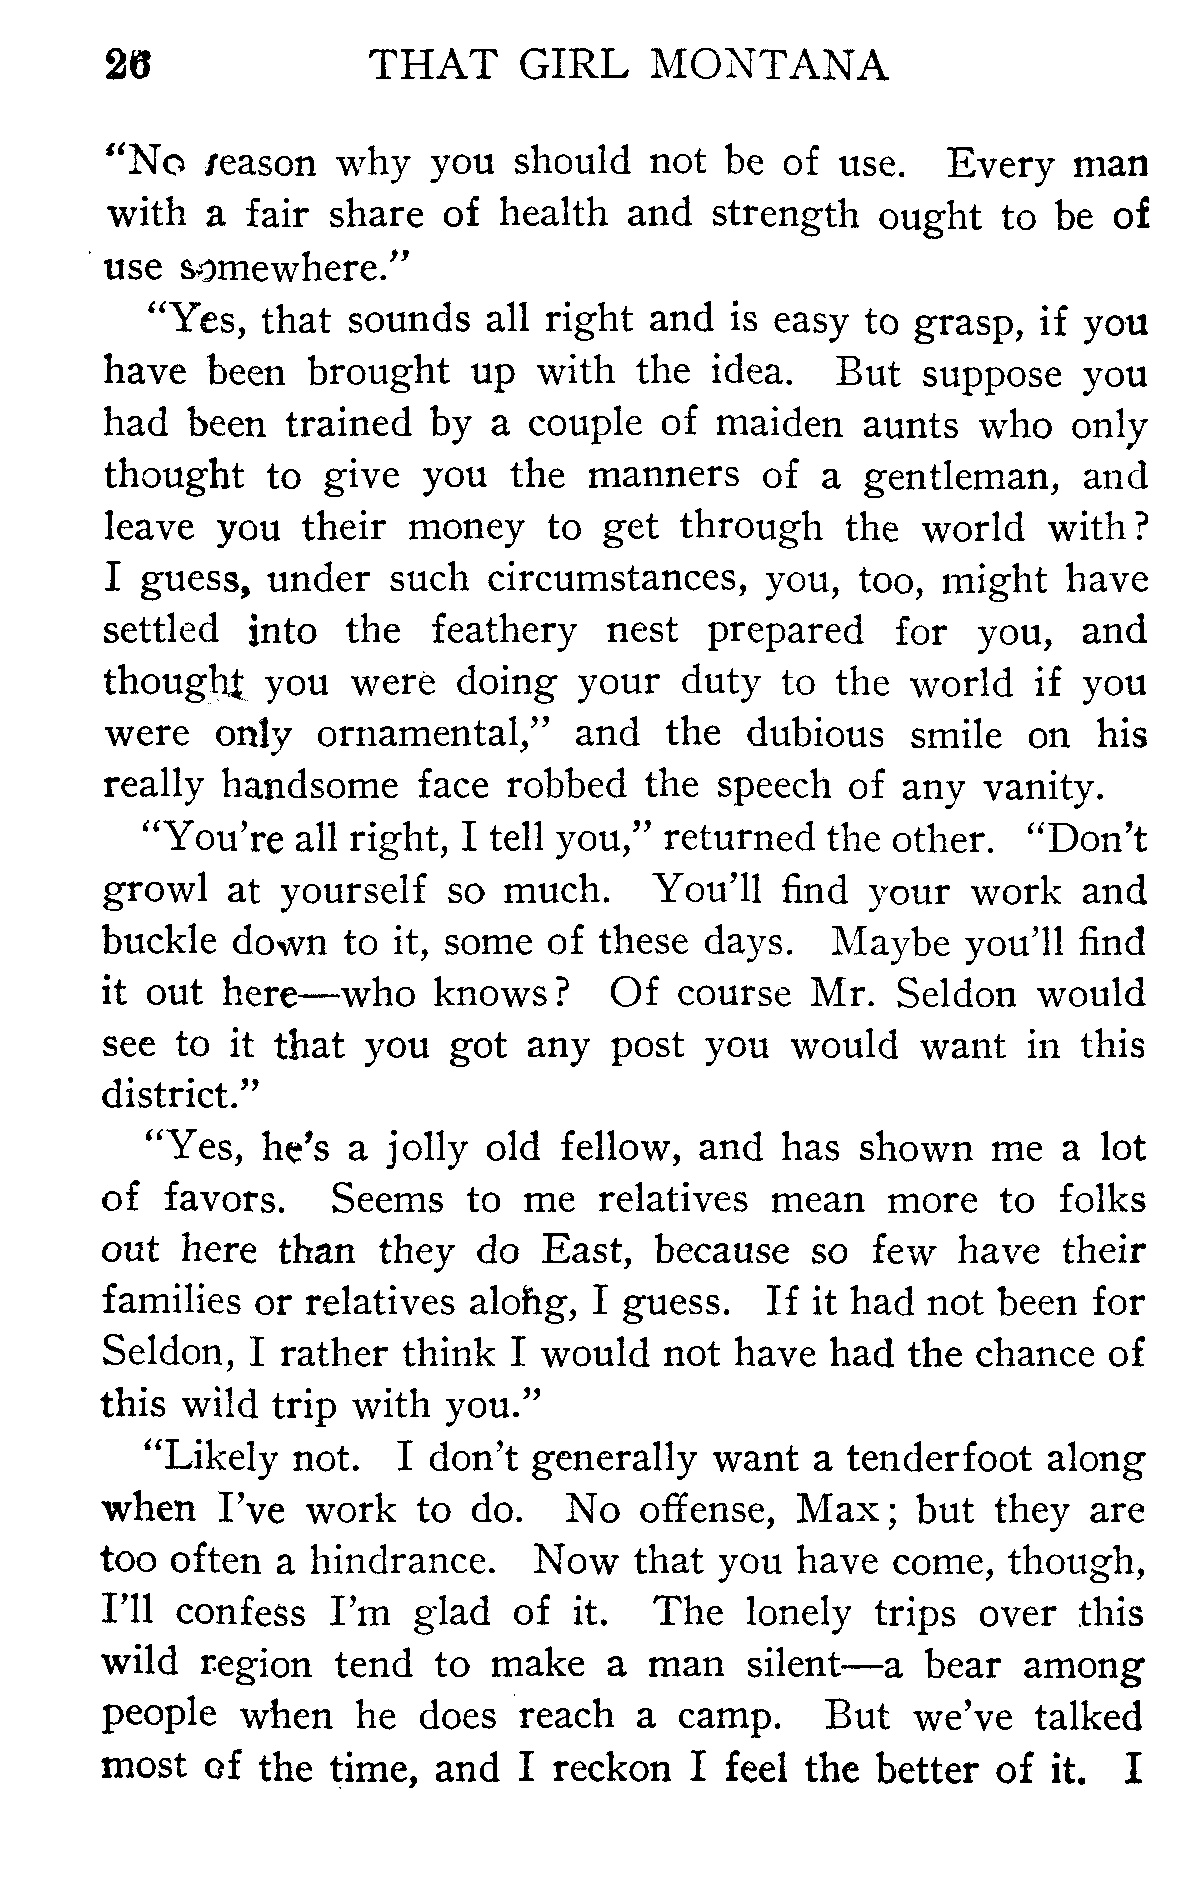 26 THAT GIRL MONTANA
“No reason why you should not be of use. Every man
with a fair share of health and strength ought to be of
use somewhere.”
“Yes, that sounds all right and is easy to grasp, if you
have been brought up with the idea. But suppose you
had been trained by a couple of maiden aunts who only
thought to give you the manners of a gentleman, and
leave you their money to get through the world with?
I guess, under such circumstances, you, too, might have
settled into the feathery nest prepared for you, and
thought you were doing your duty to the world if you
were only ornamental,” and the dubious smile on his
really handsome face robbed the speech of any vanity.
“You’re all right, I tell you,” returned the other. “Don’t
growl at yourself so much. You’ll find your work and
buckle down to it, some of these days. Maybe you’ll find
it out here—who knows? Of course Mr. Seldon would
see to it that you got any post you would want in this
district.”
“Yes, he’s a jolly old fellow, and has shown me a lot
of favors. Seems to me relatives mean more to folks
out here than they do East, because so few have their
families or relatives along, I guess. If it had not been for
Seldon, I rather think I would not have had the chance of
this wild trip with you.”
“Likely not. I don’t generally want a tenderfoot along
when I’ve work to do. No offense, Max; but they are
too often a hindrance. Now that you have come, though,
I’ll confess I’m glad of it. The lonely trips over this
wild region tend to make a man silent—a bear among
people when he does reach a camp. But we’ve talked
most of the time, and I reckon I feel the better of it. I